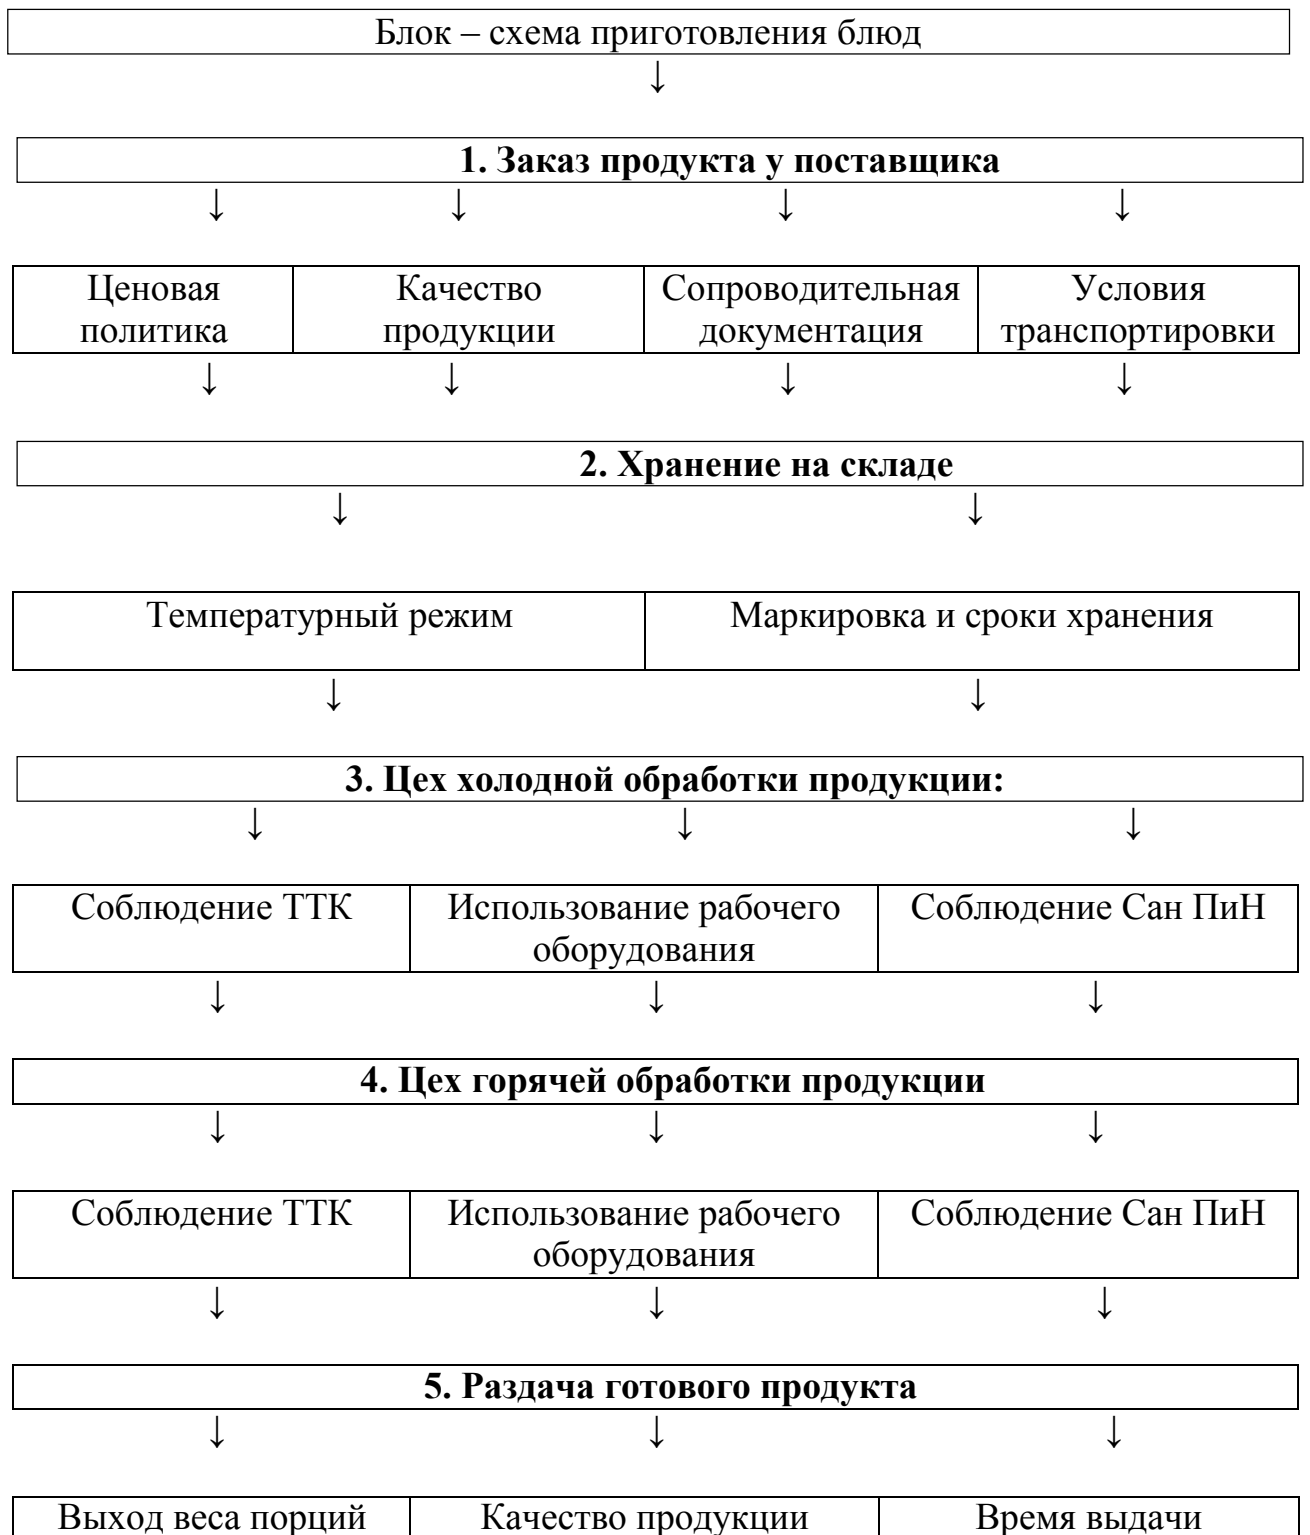 Блок – схема приготовления блюд
↓
1. Заказ продукта у поставщика
↓ ↓ ↓ ↓
Ценовая политика
Качество продукции
Сопроводительная документация
Условия транспортировки
↓ ↓ ↓ ↓
2. Хранение на складе
↓ ↓
Температурный режим
Маркировка и сроки хранения
↓ ↓
3. Цех холодной обработки продукции:
↓ ↓ ↓
Соблюдение ТТК
Использование рабочего оборудования
Соблюдение Сан ПиН
↓ ↓ ↓
4. Цех горячей обработки продукции
↓ ↓ ↓
Соблюдение ТТК
Использование рабочего оборудования
Соблюдение Сан ПиН
↓ ↓ ↓
5. Раздача готового продукта
↓ ↓ ↓
Выход веса порций
Качество продукции
Время выдачи